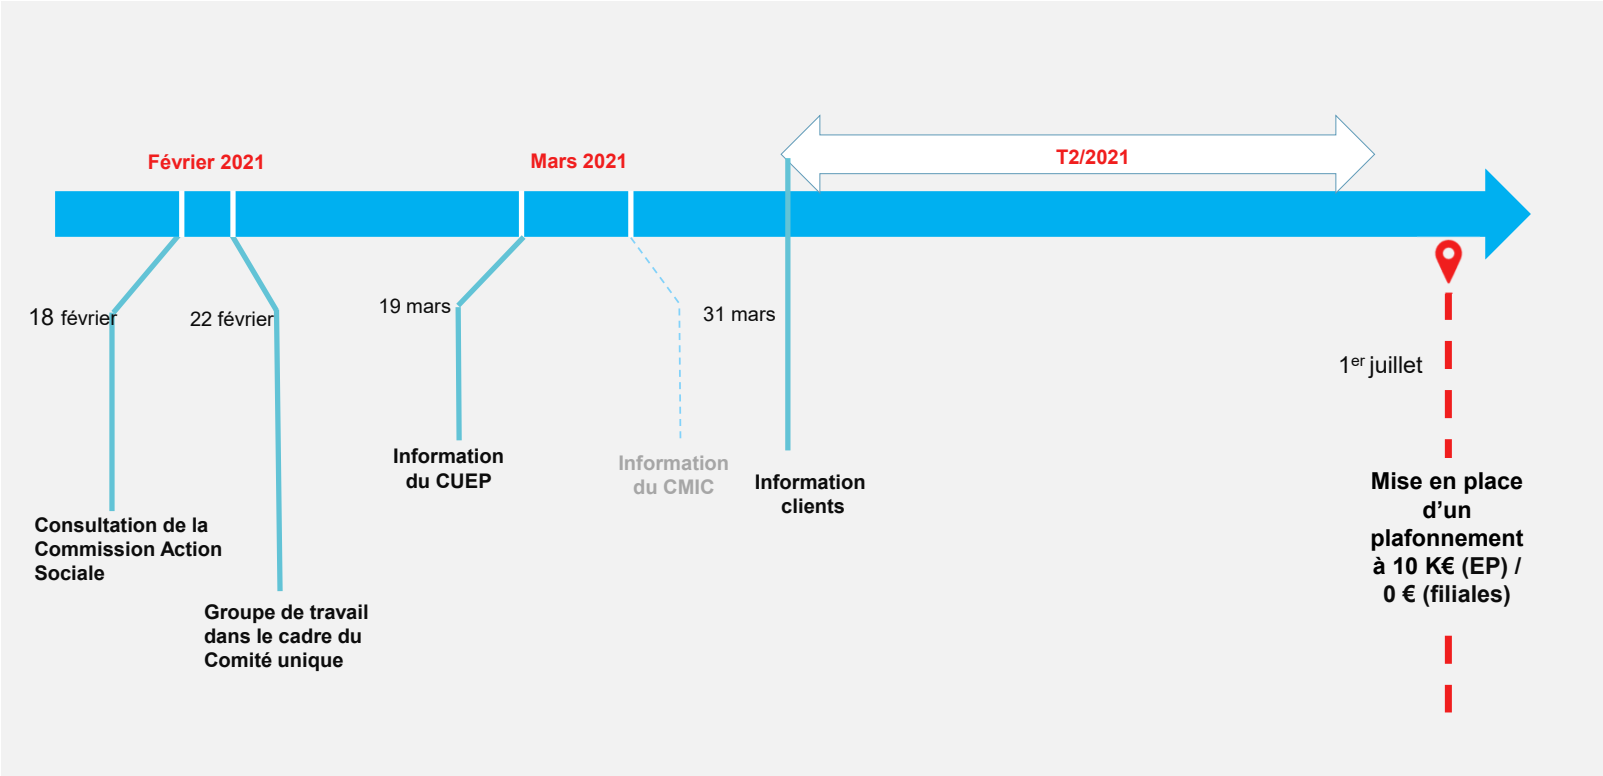 Février 2021
Mars 2021
T2/2021
18 février
22 février
19 mars
31 mars
1er juillet
Information
du CUEP
Information
du CMIC
Information
clients
Mise en place
d’un
plafonnement
à 10 K€ (EP) /
0 € (filiales)
Consultation de la
Commission Action
Sociale
Groupe de travail
dans le cadre du
Comité unique